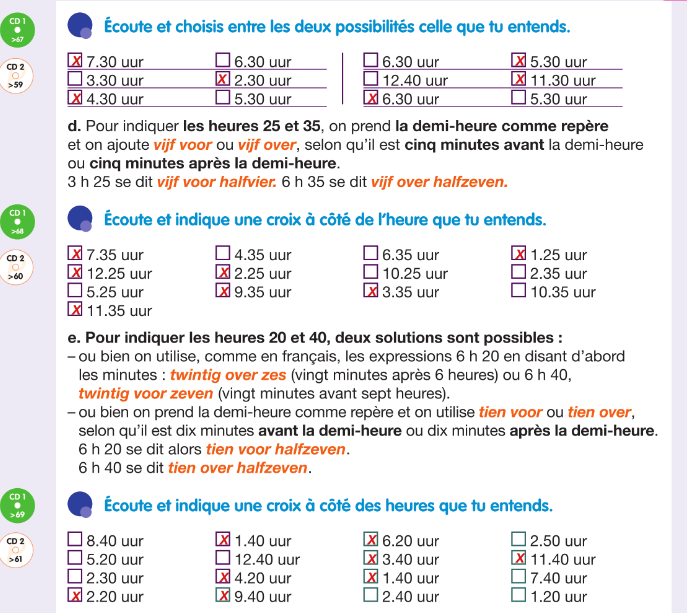 CD 1
>67
Écoute et choisis entre les deux possibilités celle que tu entends.
CD 2
>59
X 7.30 uur 6.30 uur 6.30 uur X 5.30 uur
3.30 uur X 2.30 uur 12.40 uur X 11.30 uur
X 4.30 uur 5.30 uur X 6.30 uur 5.30 uur
d. Pour indiquer les heures 25 et 35, on prend la demi-heure comme repère
et on ajoute vijf voor ou vijf over, selon qu'il est cinq minutes avant la demi-heure
ou cinq minutes après la demi-heure.
3 h 25 se dit vijf voor halfvier. 6 h 35 se dit vijf over halfzeven.
CD 1
>68
Écoute et indique une croix à côté de l'heure que tu entends.
CD 2
>60
X 7.35 uur 4.35 uur 6.35 uur X 1.25 uur
X 12.25 uur X 2.25 uur 10.25 uur 2.35 uur
5.25 uur X 9.35 uur X 3.35 uur 10.35 uur
X 11.35 uur
e. Pour indiquer les heures 20 et 40, deux solutions sont possibles :
– ou bien on utilise, comme en français, les expressions 6 h 20 en disant d'abord
les minutes : twintig over zes (vingt minutes après 6 heures) ou 6 h 40,
twintig voor zeven (vingt minutes avant sept heures).
– ou bien on prend la demi-heure comme repère et on utilise tien voor ou tien over,
selon qu'il est dix minutes avant la demi-heure ou dix minutes après la demi-heure.
6 h 20 se dit alors tien voor halfzeven.
6 h 40 se dit tien over halfzeven.
CD 1
>69
Écoute et indique une croix à côté des heures que tu entends.
CD 2
>61
8.40 uur X 1.40 uur X 6.20 uur 2.50 uur
5.20 uur 12.40 uur X 3.40 uur X 11.40 uur
2.30 uur X 4.20 uur X 1.40 uur 7.40 uur
X 2.20 uur X 9.40 uur 2.40 uur 1.20 uur